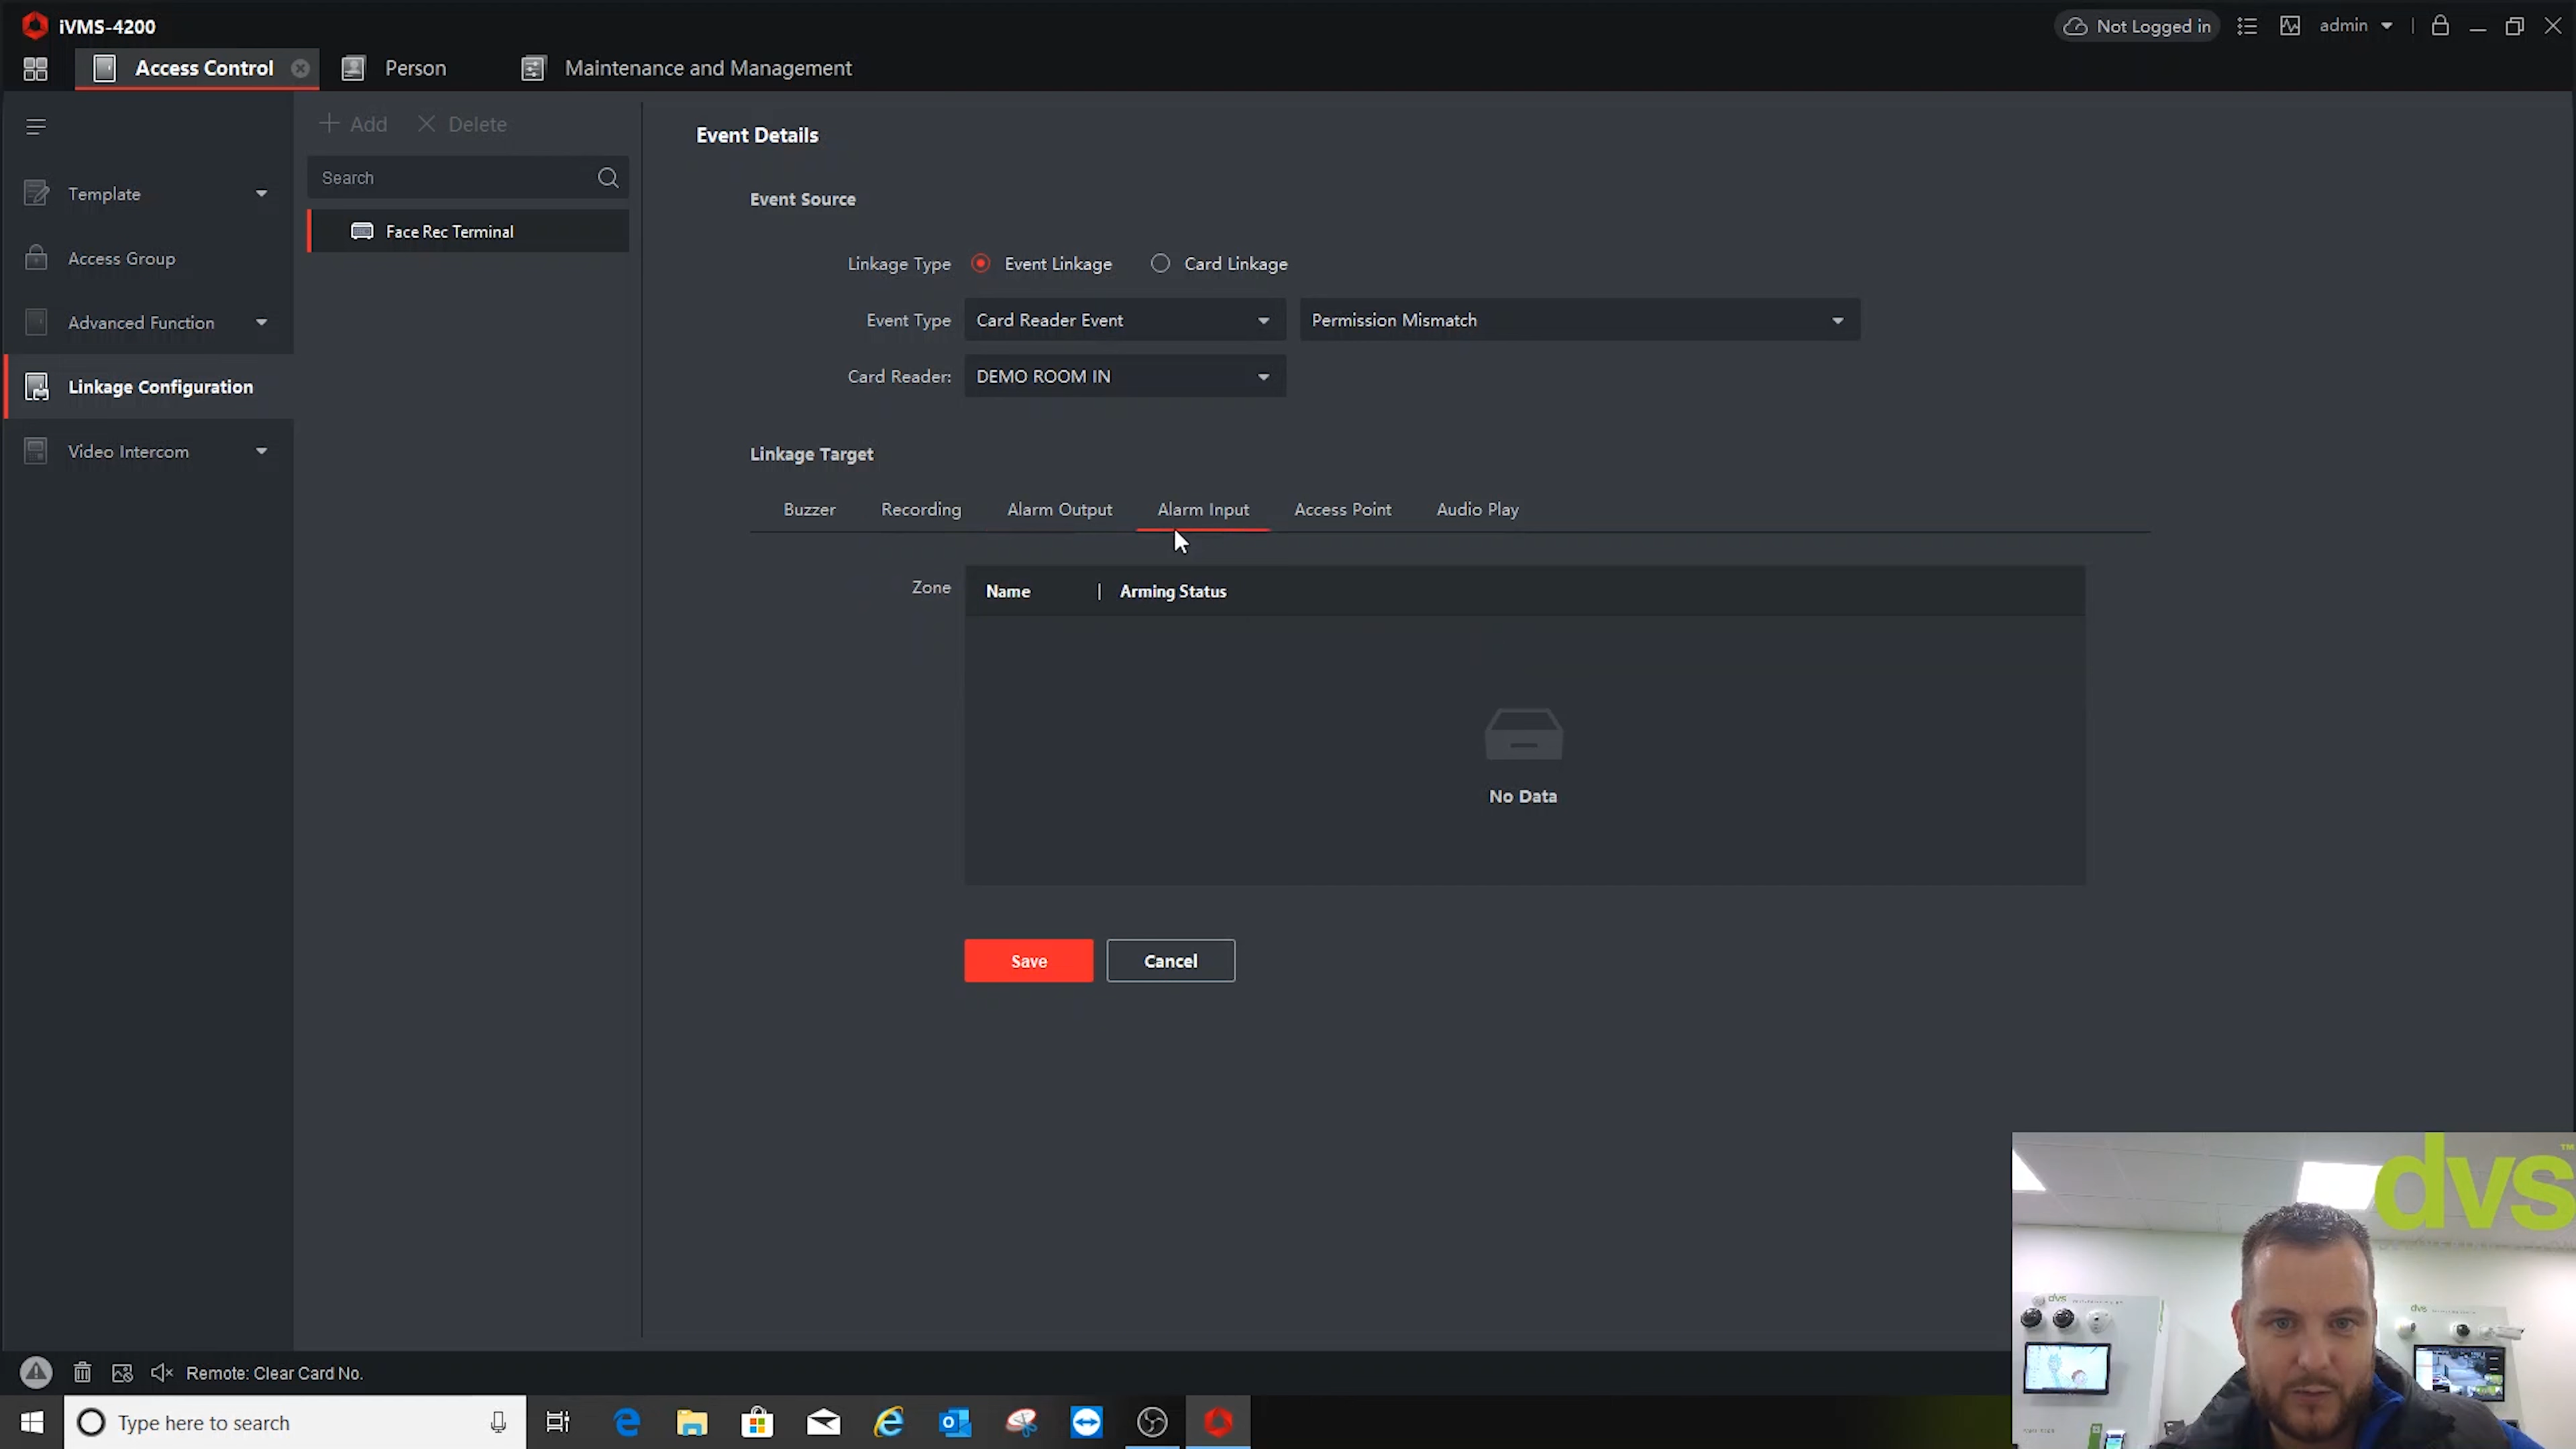 iVMS-4200
Not Logged in
admin
Access Control
Person
Maintenance and Management
Add
Delete
Search
Face Rec Terminal
Template
Access Group
Advanced Function
Linkage Configuration
Video Intercom
Event Details
Event Source
Linkage Type
Event Linkage
Card Linkage
Event Type
Card Reader Event
Permission Mismatch
Card Reader:
DEMO ROOM IN
Linkage Target
Buzzer
Recording
Alarm Output
Alarm Input
Access Point
Audio Play
Zone
Name
Arming Status
No Data
Save
Cancel
Remote: Clear Card No.
Type here to search
dvs™
dvs
dvs